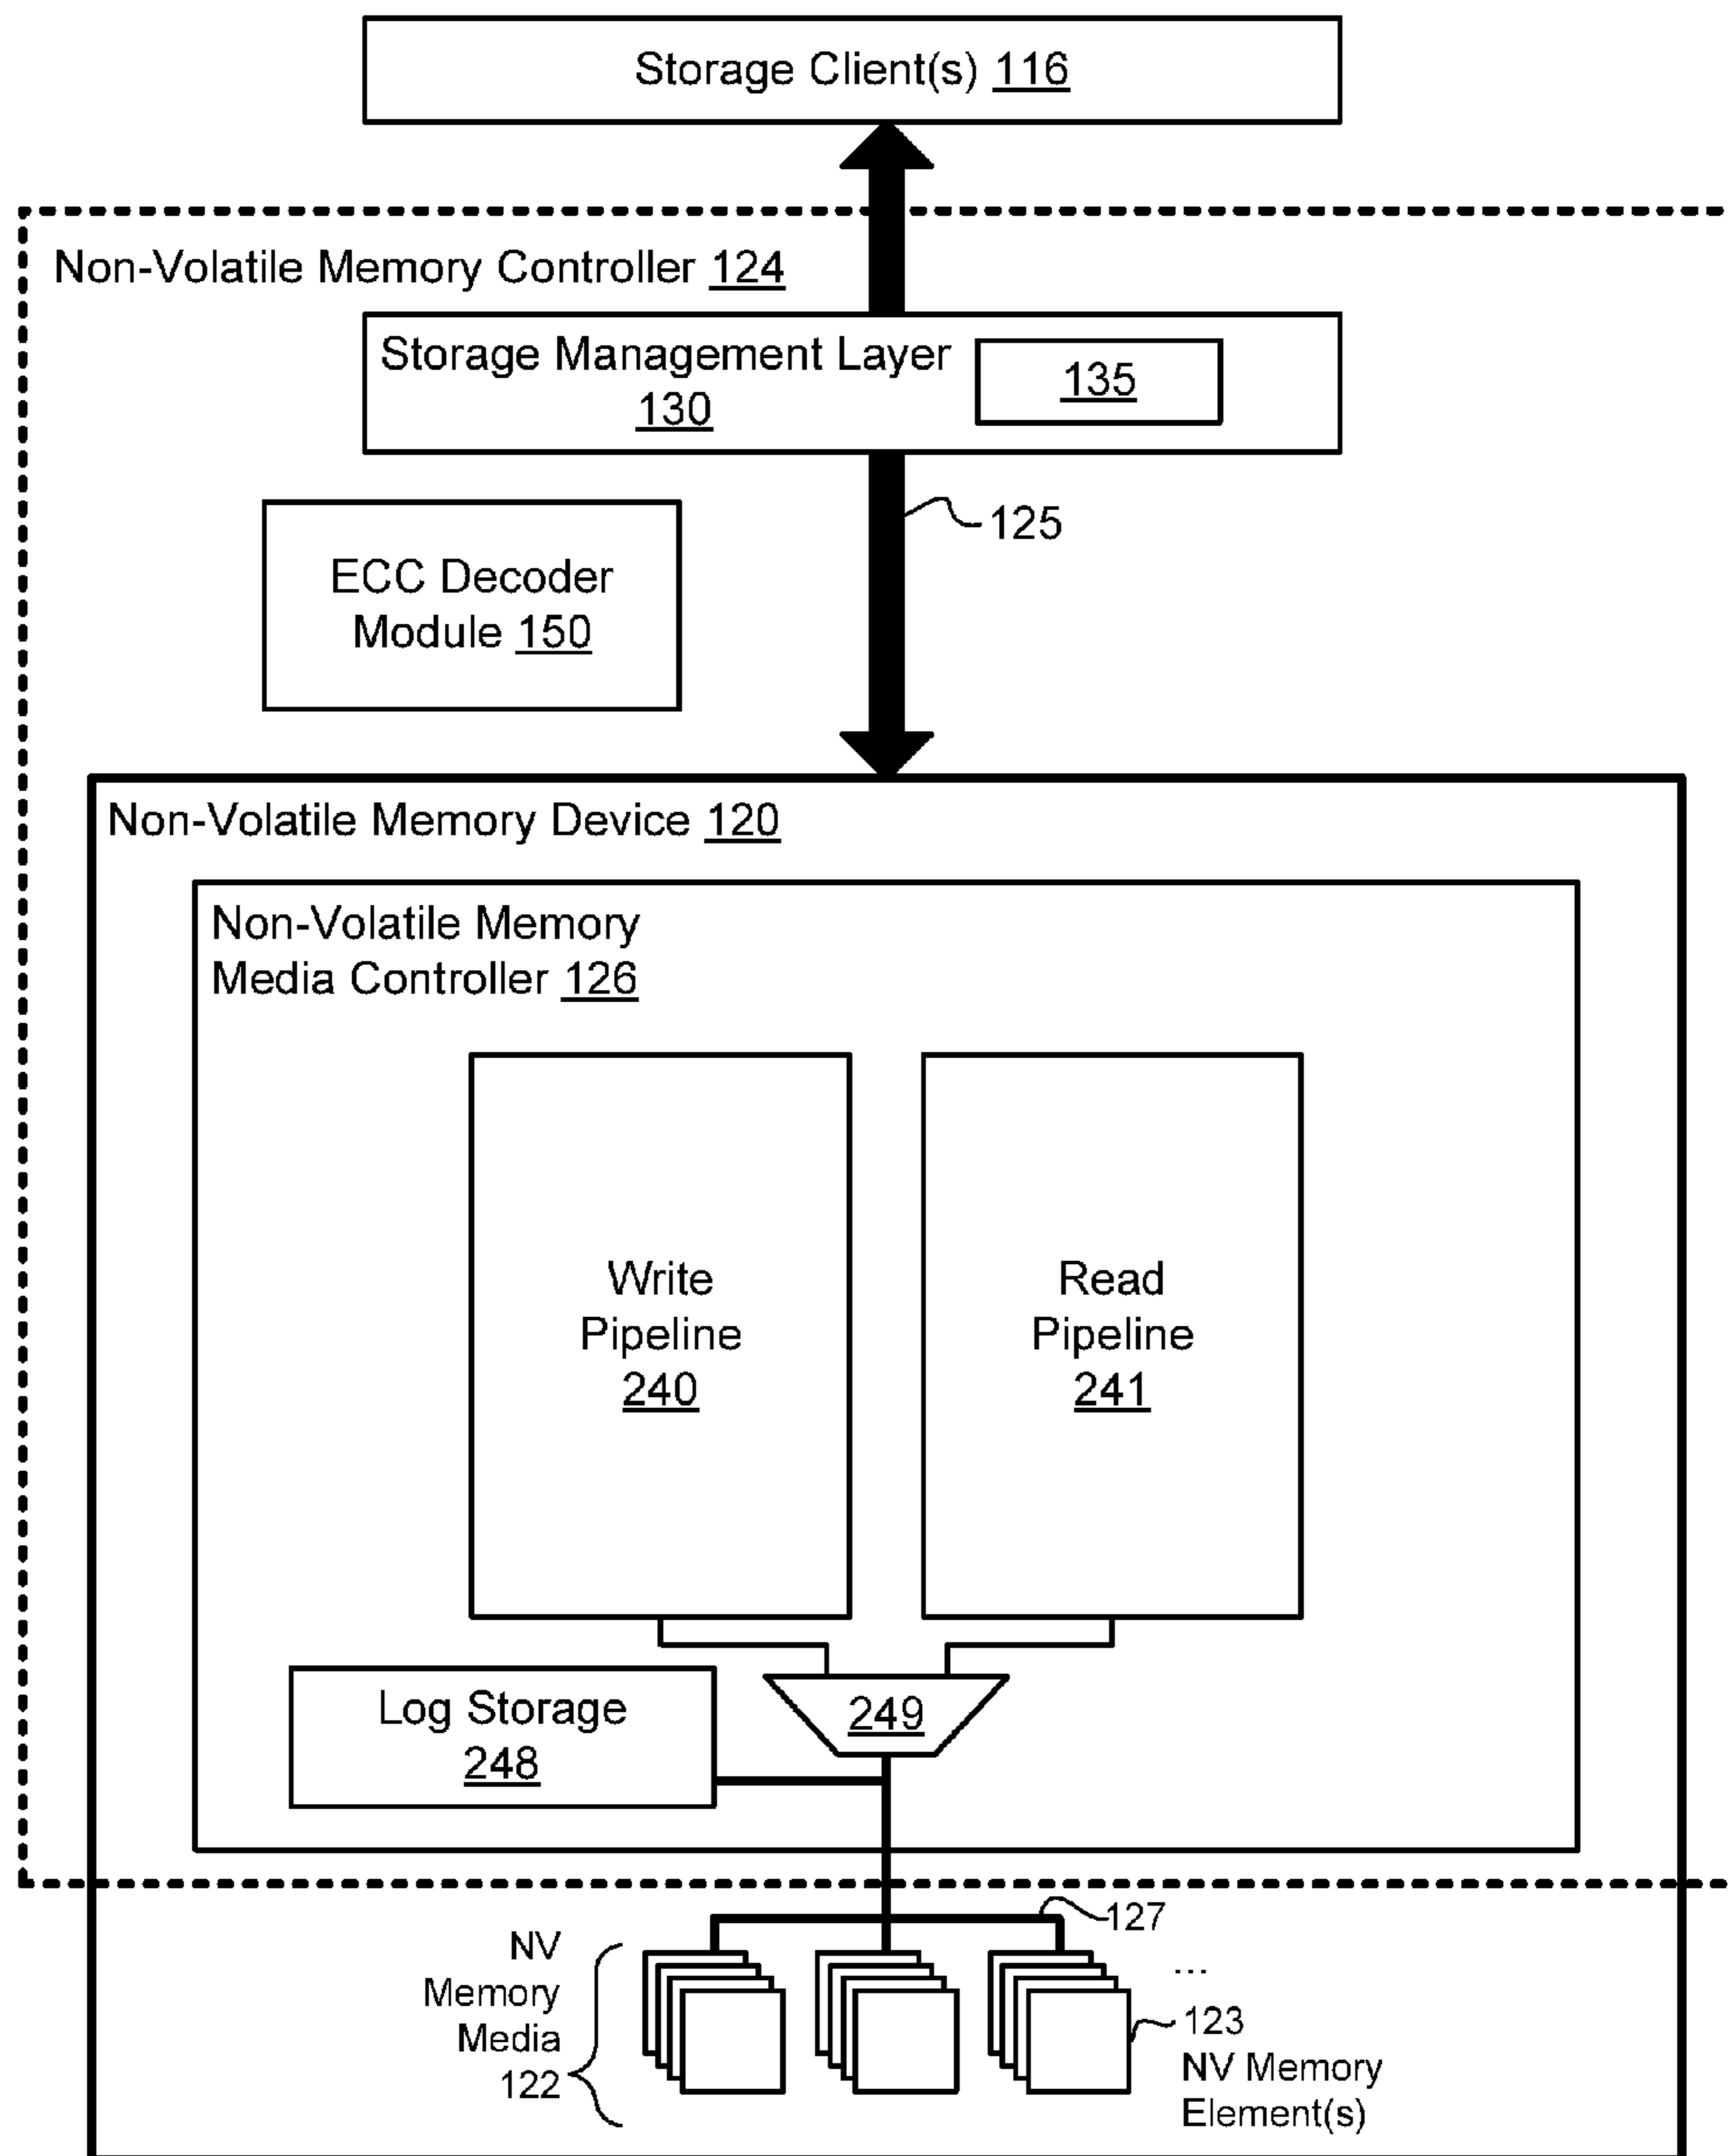 Storage Client(s) 116
Non-Volatile Memory Controller 124
Storage Management Layer
130
135
125
ECC Decoder
Module 150
Non-Volatile Memory Device 120
Non-Volatile Memory
Media Controller 126
Write
Pipeline
240
Read
Pipeline
241
Log Storage
248
249
127
NV
Memory
Media
122
...
123
NV Memory
Element(s)